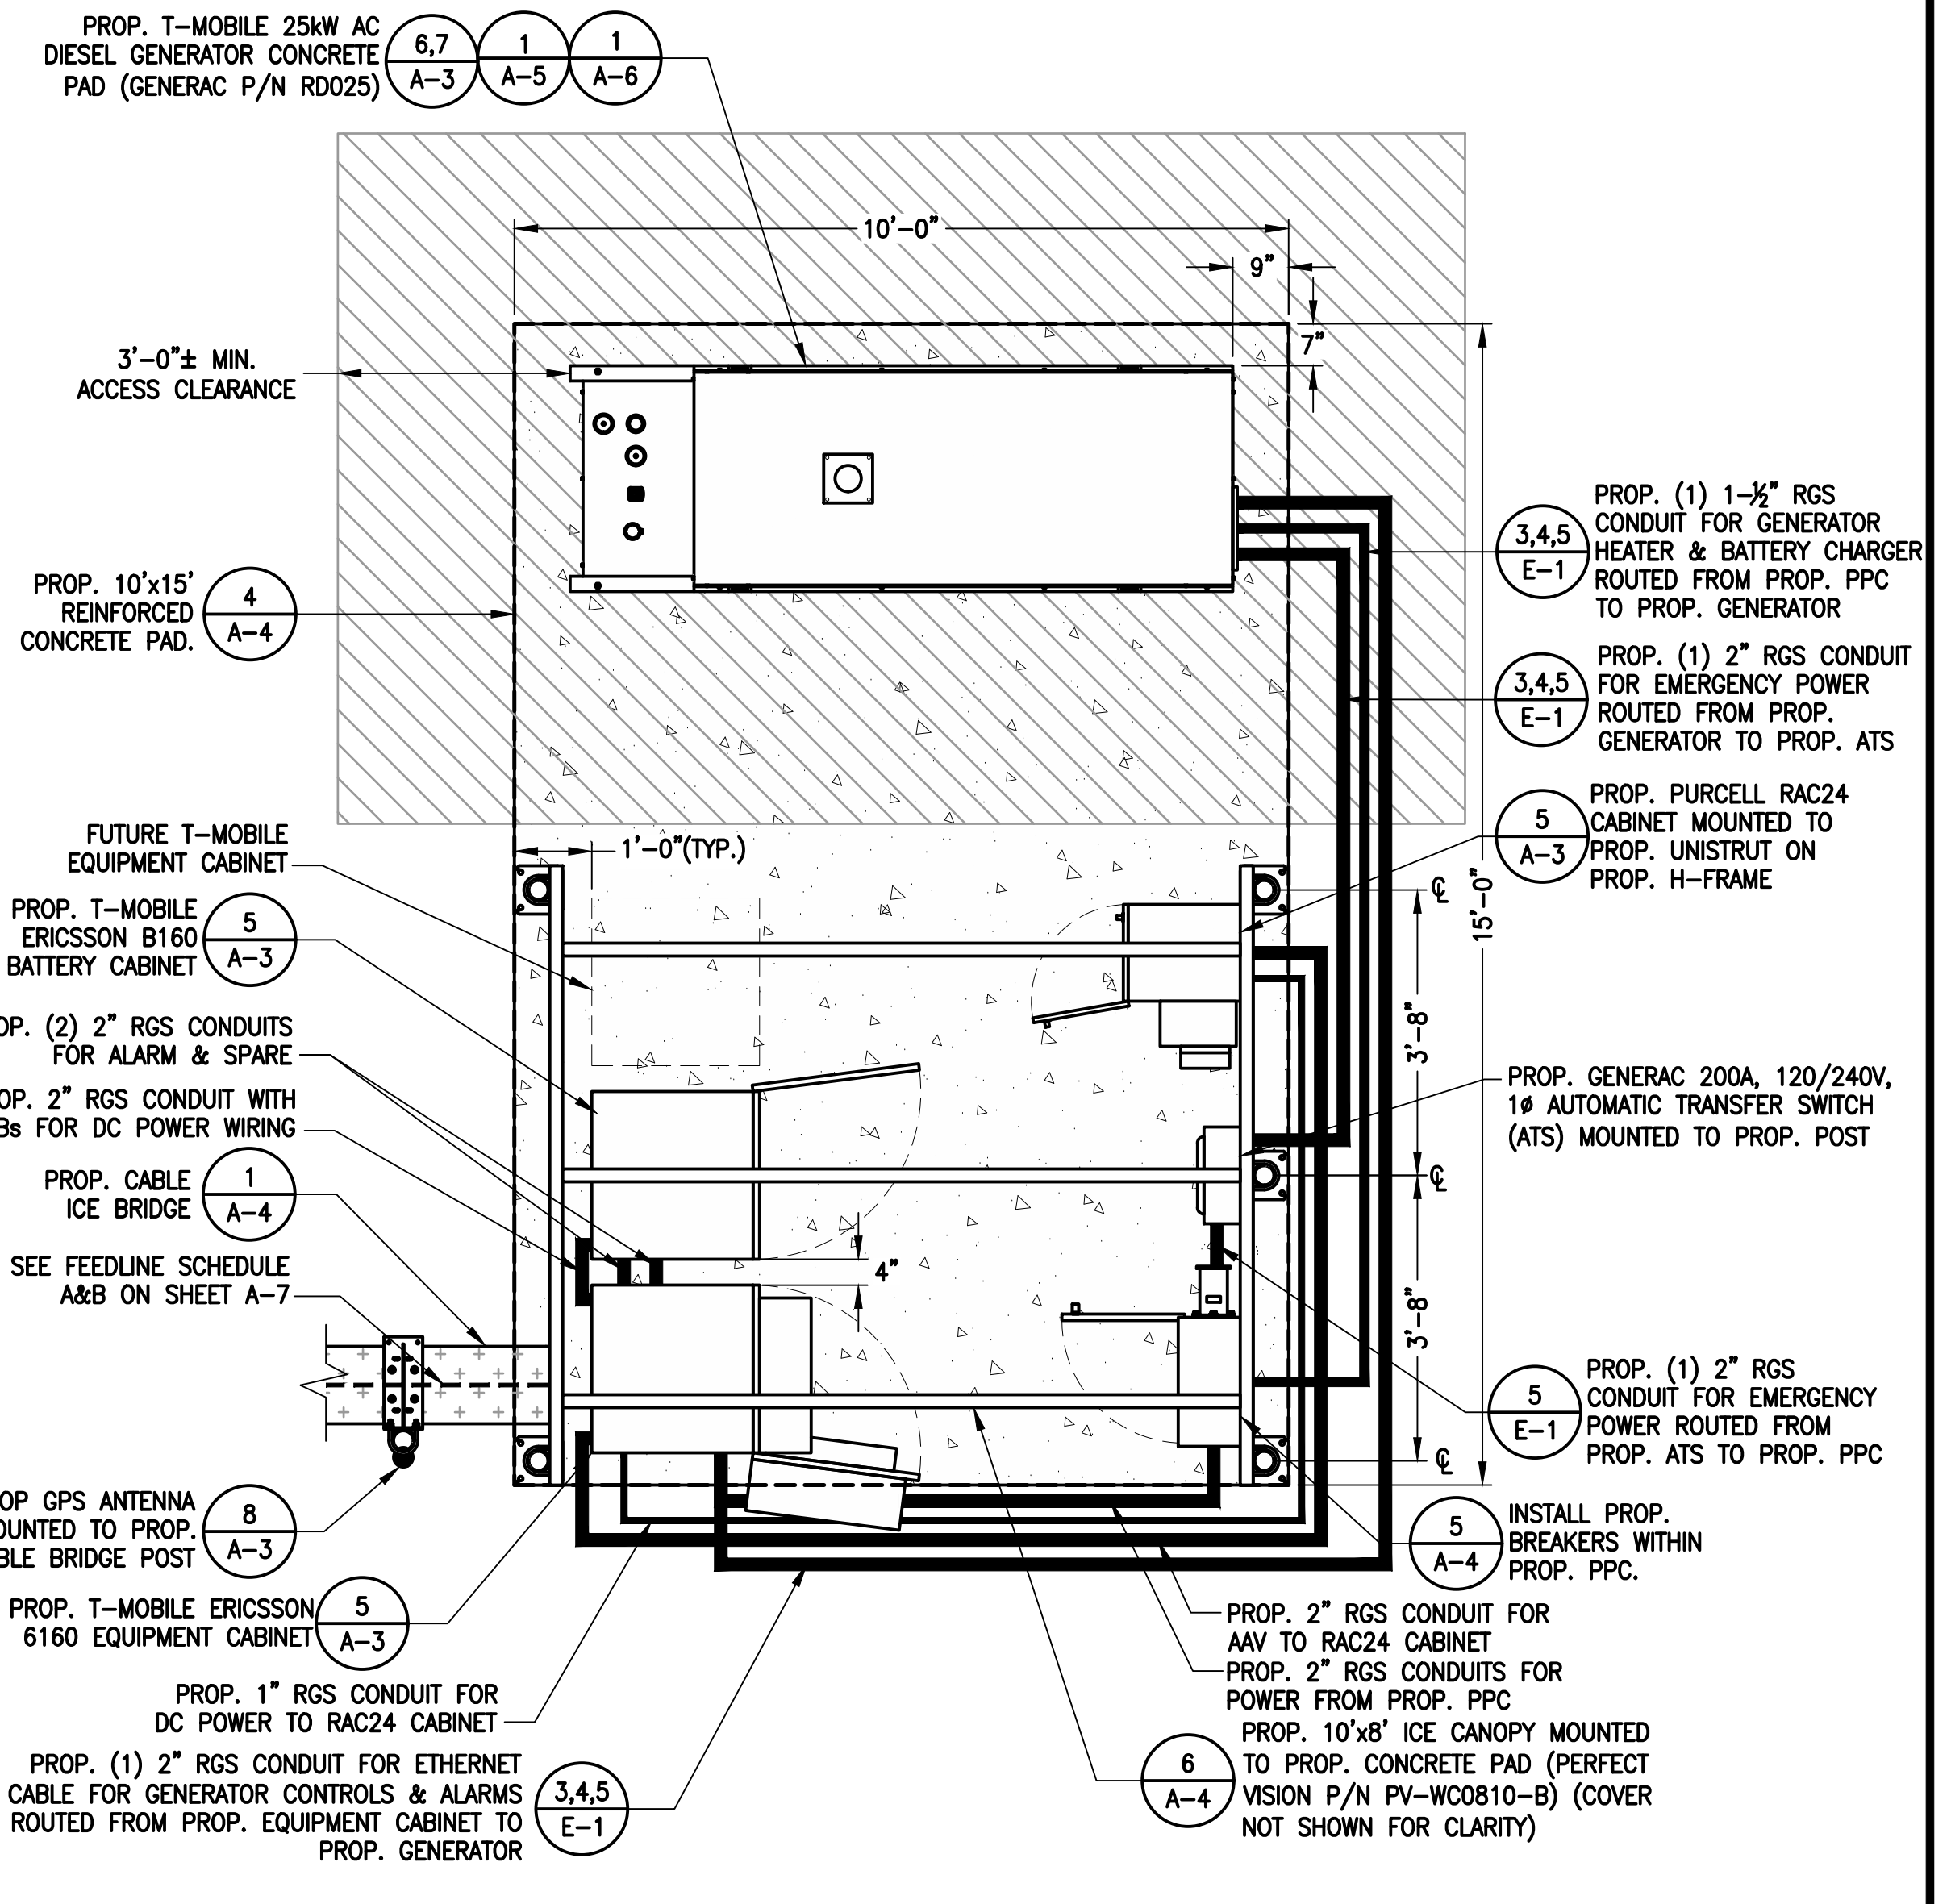 PROP. T-MOBILE 25kW AC
DIESEL GENERATOR CONCRETE
PAD (GENERAC P/N RD025)
6,7
A-3
1
A-5
1
A-6
10'-0"
9"
7"
3'-0"± MIN.
ACCESS CLEARANCE
PROP. 10'x15'
REINFORCED
CONCRETE PAD.
4
A-4
3,4,5
E-1
PROP. (1) 1-½" RGS
CONDUIT FOR GENERATOR
HEATER & BATTERY CHARGER
ROUTED FROM PROP. PPC
TO PROP. GENERATOR
3,4,5
E-1
PROP. (1) 2" RGS CONDUIT
FOR EMERGENCY POWER
ROUTED FROM PROP.
GENERATOR TO PROP. ATS
5
A-3
PROP. PURCELL RAC24
CABINET MOUNTED TO
PROP. UNISTRUT ON
PROP. H-FRAME
15'-0"
FUTURE T-MOBILE
EQUIPMENT CABINET
1'-0"(TYP.)
PROP. T-MOBILE
ERICSSON B160
BATTERY CABINET
5
A-3
OP. (2) 2" RGS CONDUITS
FOR ALARM & SPARE
OP. 2" RGS CONDUIT WITH
Bs FOR DC POWER WIRING
PROP. CABLE
ICE BRIDGE
1
A-4
SEE FEEDLINE SCHEDULE
A&B ON SHEET A-7
℄
3'-8"
℄
3'-8"
℄
4"
PROP. GENERAC 200A, 120/240V,
1ø AUTOMATIC TRANSFER SWITCH
(ATS) MOUNTED TO PROP. POST
5
E-1
PROP. (1) 2" RGS
CONDUIT FOR EMERGENCY
POWER ROUTED FROM
PROP. ATS TO PROP. PPC
OP GPS ANTENNA
OUNTED TO PROP.
BLE BRIDGE POST
8
A-3
5
A-4
INSTALL PROP.
BREAKERS WITHIN
PROP. PPC.
PROP. T-MOBILE ERICSSON
6160 EQUIPMENT CABINET
5
A-3
PROP. 2" RGS CONDUIT FOR
AAV TO RAC24 CABINET
PROP. 2" RGS CONDUITS FOR
POWER FROM PROP. PPC
PROP. 1" RGS CONDUIT FOR
DC POWER TO RAC24 CABINET
6
A-4
PROP. 10'x8' ICE CANOPY MOUNTED
TO PROP. CONCRETE PAD (PERFECT
VISION P/N PV-WC0810-B) (COVER
NOT SHOWN FOR CLARITY)
PROP. (1) 2" RGS CONDUIT FOR ETHERNET
CABLE FOR GENERATOR CONTROLS & ALARMS
ROUTED FROM PROP. EQUIPMENT CABINET TO
PROP. GENERATOR
3,4,5
E-1